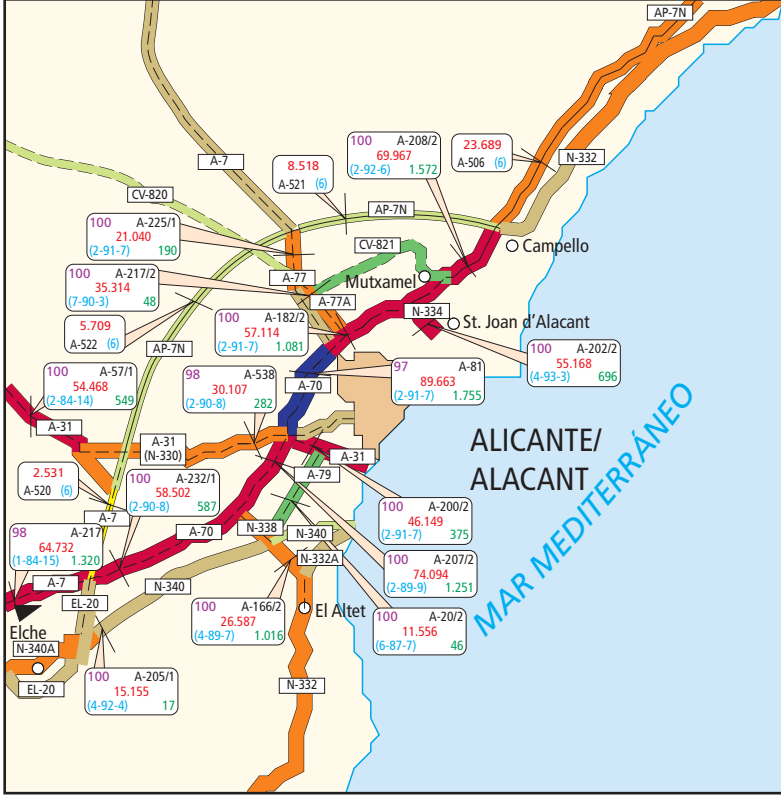 AP-7N
100 A-208/2
69.967
(2-92-6) 1.572
23.689
A-506 (6)
N-332
A-7
8.518
A-521 (6)
CV-820
AP-7N
100 A-225/1
21.040
(2-91-7) 190
CV-821
Campello
100 A-217/2
35.314
(7-90-3) 48
A-77
Mutxamel
A-77A
N-334
100 A-182/2
57.114
(2-91-7) 1.081
St. Joan d'Alacant
5.709
A-522 (6)
AP-7N
100 A-202/2
55.168
(4-93-3) 696
100 A-57/1
54.468
(2-84-14) 549
98 A-538
30.107
(2-90-8) 282
97 A-81
89.663
(2-91-7) 1.755
A-70
A-31
A-31
(N-330)
A-31
ALICANTE/
ALACANT
MAR MEDITERRÁNEO
2.531
A-520 (6)
100 A-232/1
58.502
(2-90-8) 587
A-79
100 A-200/2
46.149
(2-91-7) 375
A-7
98 A-217
64.732
(1-84-15) 1.320
A-70
N-338
N-340
N-332A
100 A-207/2
74.094
(2-89-9) 1.251
A-7
N-340
EL-20
100 A-166/2
26.587
(4-89-7) 1.016
El Altet
100 A-20/2
11.556
(6-87-7) 46
Elche
N-340A
EL-20
100 A-205/1
15.155
(4-92-4) 17
N-332